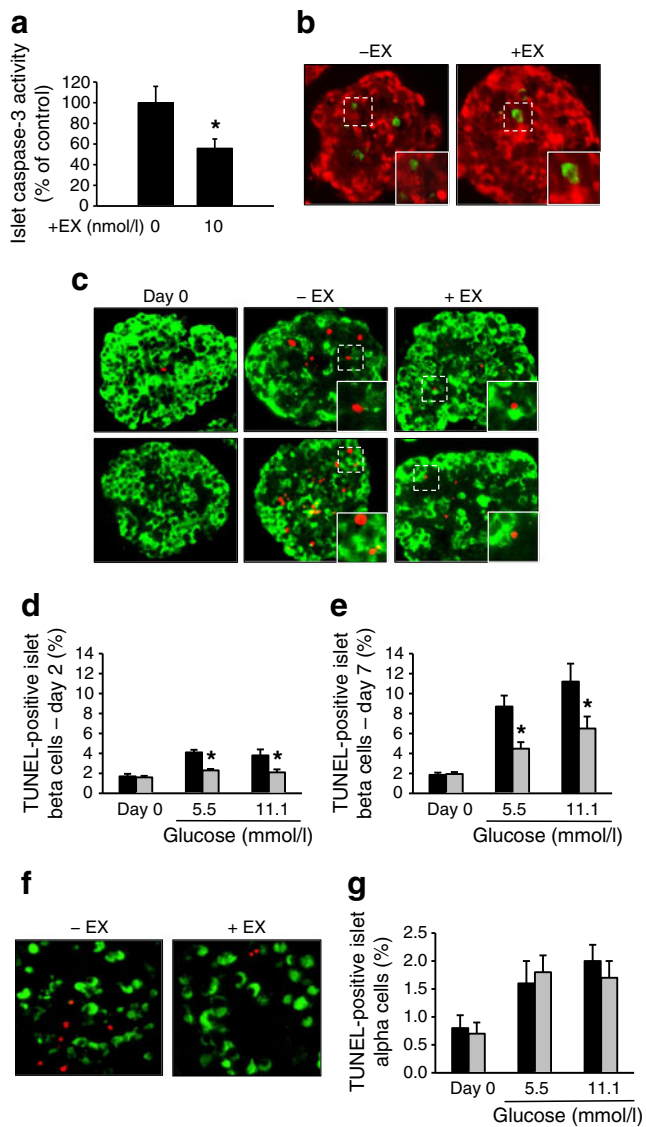 a
Islet caspase-3 activity
(% of control)
120
100
80
60
40
20
0
*
+EX (nmol/l) 0 10
b
–EX +EX
c
Day 0 – EX + EX
d
TUNEL-positive islet
beta cells – day 2 (%)
14
12
10
8
6
4
2
0
* *
Day 0 5.5 11.1
Glucose (mmol/l)
e
TUNEL-positive islet
beta cells – day 7 (%)
14
12
10
8
6
4
2
0
* *
Day 0 5.5 11.1
Glucose (mmol/l)
f
– EX + EX
g
TUNEL-positive islet
alpha cells (%)
2.5
2.0
1.5
1.0
0.5
0.0
Day 0 5.5 11.1
Glucose (mmol/l)